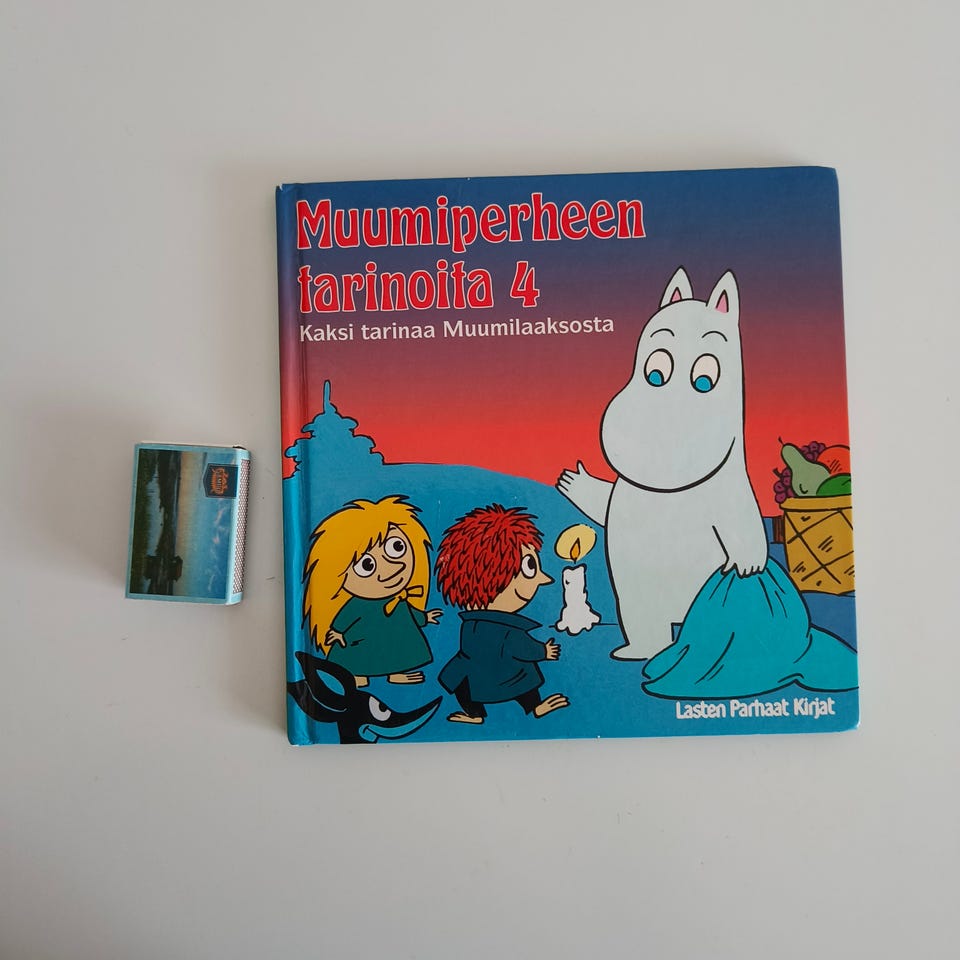 Muumiperheen
tarinoita 4
Kaksi tarinaa Muumilaaksosta
Lasten Parhaat Kirjat